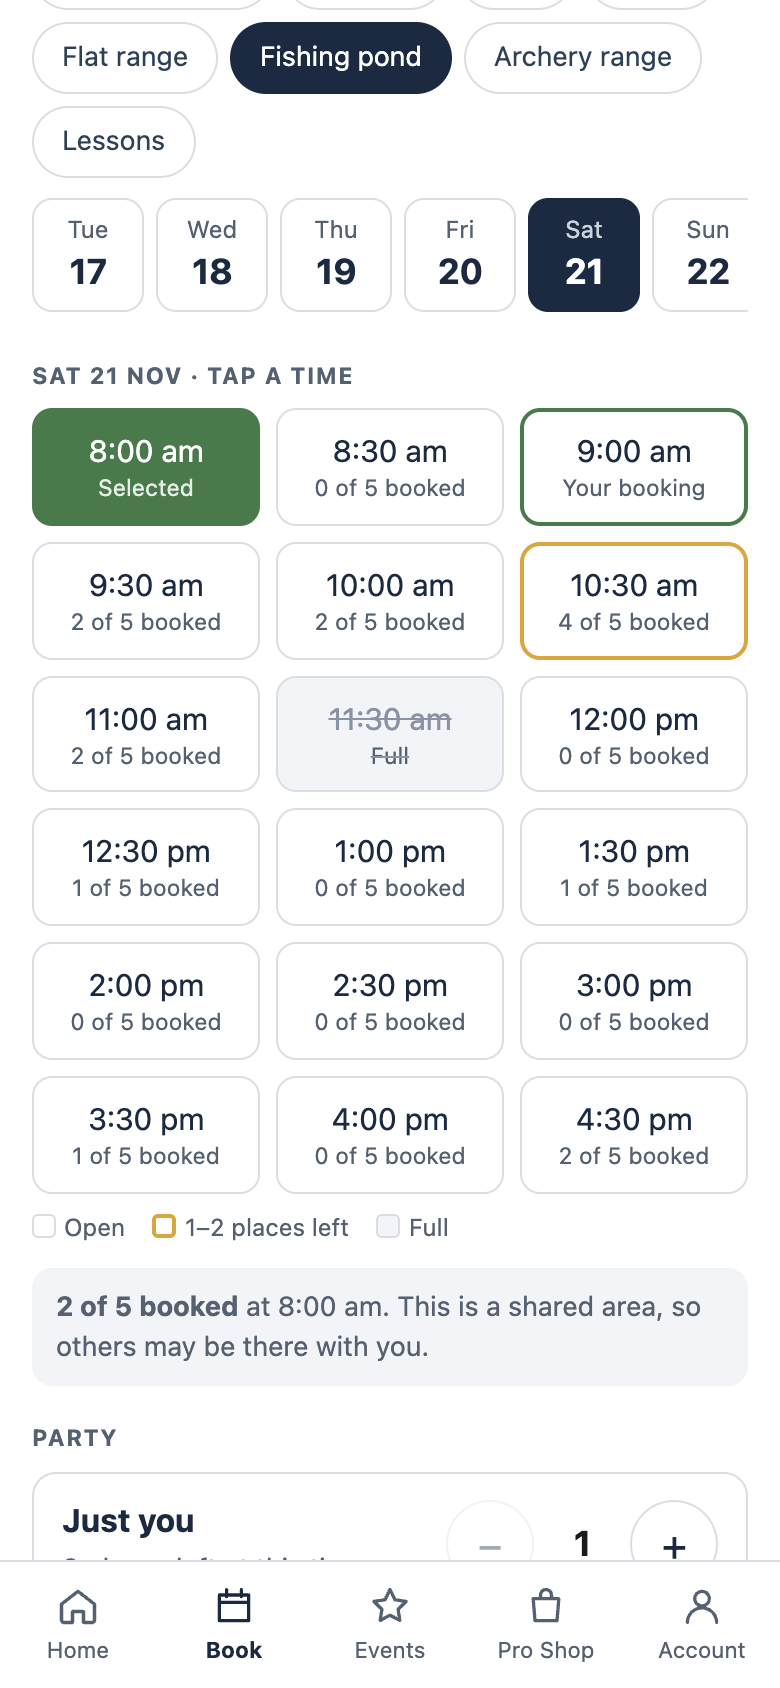 Flat range
Fishing pond
Archery range
Lessons
Tue
17
Wed
18
Thu
19
Fri
20
Sat
21
Sun
22
SAT 21 NOV · TAP A TIME
8:00 am
Selected
8:30 am
0 of 5 booked
9:00 am
Your booking
9:30 am
2 of 5 booked
10:00 am
2 of 5 booked
10:30 am
4 of 5 booked
11:00 am
2 of 5 booked
11:30 am
Full
12:00 pm
0 of 5 booked
12:30 pm
1 of 5 booked
1:00 pm
0 of 5 booked
1:30 pm
1 of 5 booked
2:00 pm
0 of 5 booked
2:30 pm
0 of 5 booked
3:00 pm
0 of 5 booked
3:30 pm
1 of 5 booked
4:00 pm
0 of 5 booked
4:30 pm
2 of 5 booked
Open
1–2 places left
Full
2 of 5 booked at 8:00 am. This is a shared area, so
others may be there with you.
PARTY
Just you
−
1
+
Home
Book
Events
Pro Shop
Account